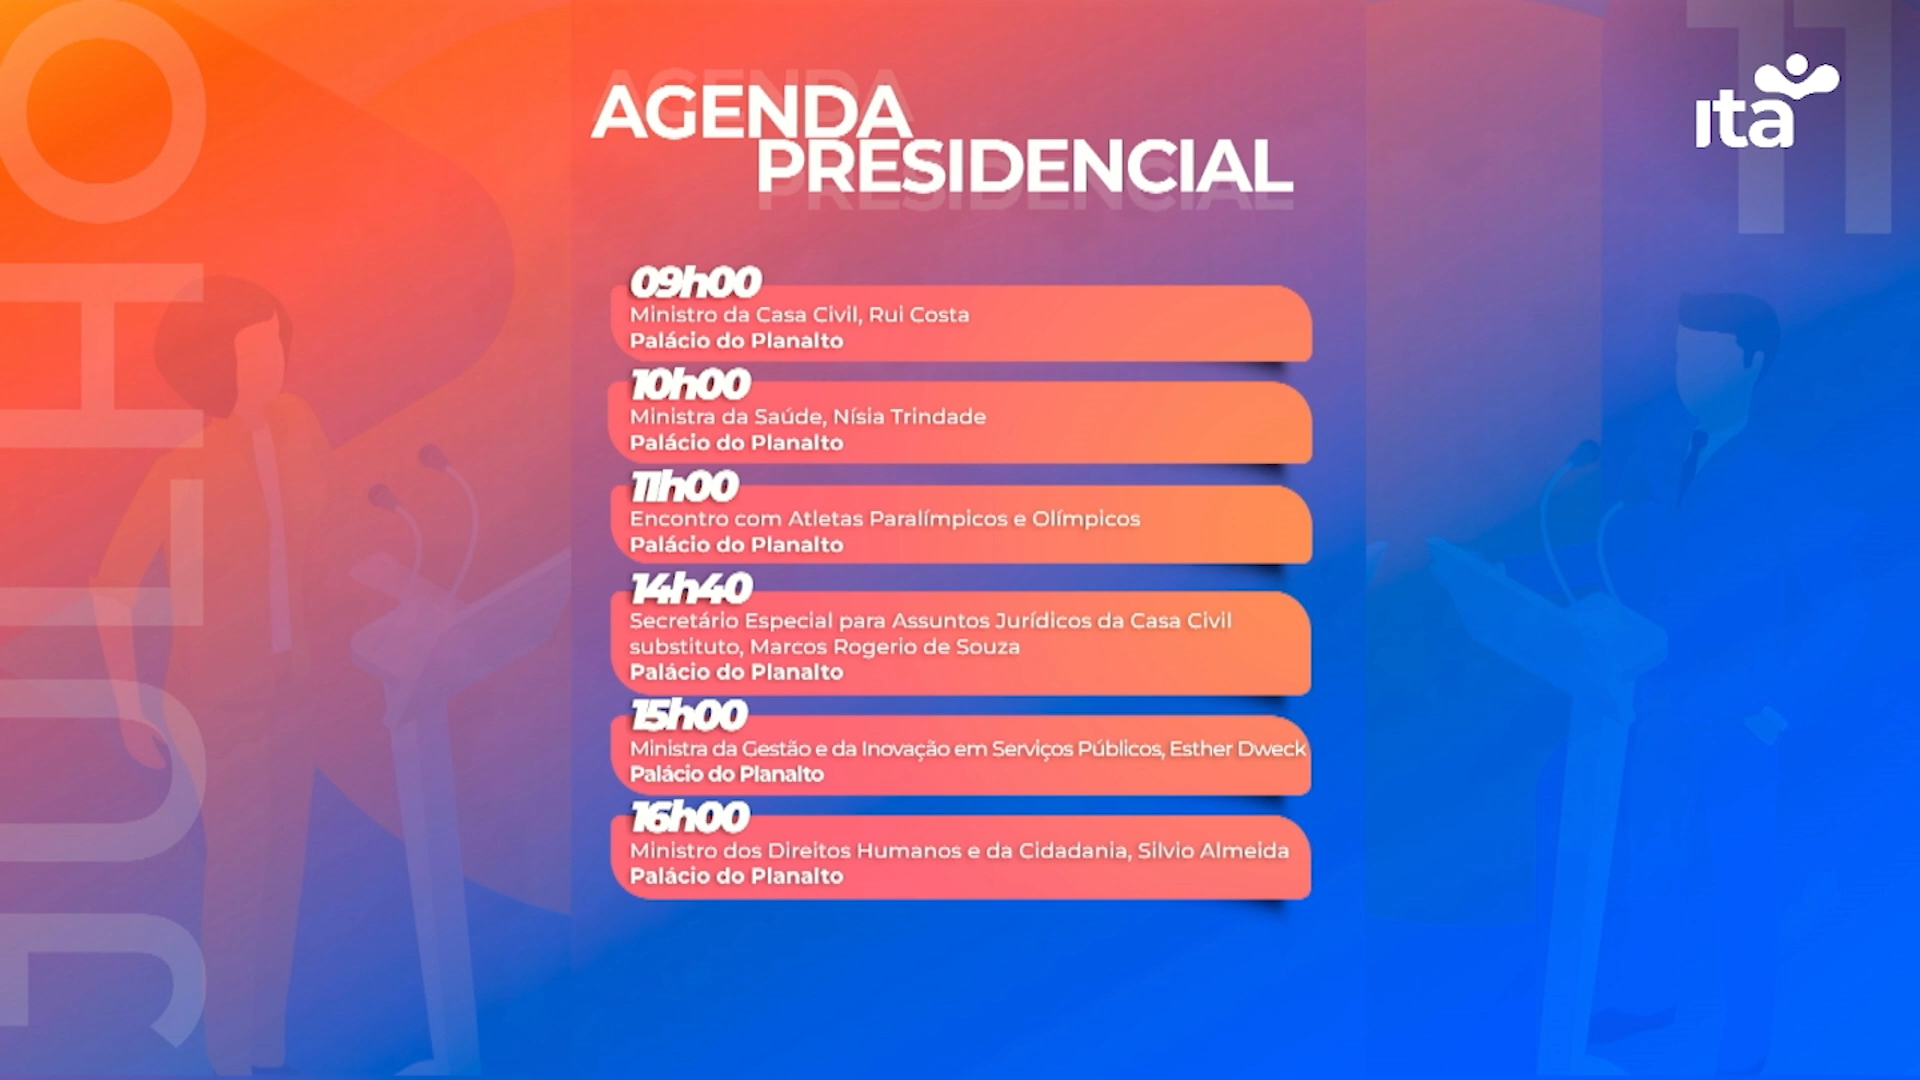 JULHO
11
ita
AGENDA
PRESIDENCIAL
09h00
Ministro da Casa Civil, Rui Costa
Palácio do Planalto
10h00
Ministra da Saúde, Nísia Trindade
Palácio do Planalto
11h00
Encontro com Atletas Paralímpicos e Olímpicos
Palácio do Planalto
14h40
Secretário Especial para Assuntos Jurídicos da Casa Civil
substituto, Marcos Rogerio de Souza
Palácio do Planalto
15h00
Ministra da Gestão e da Inovação em Serviços Públicos, Esther Dweck
Palácio do Planalto
16h00
Ministro dos Direitos Humanos e da Cidadania, Silvio Almeida
Palácio do Planalto